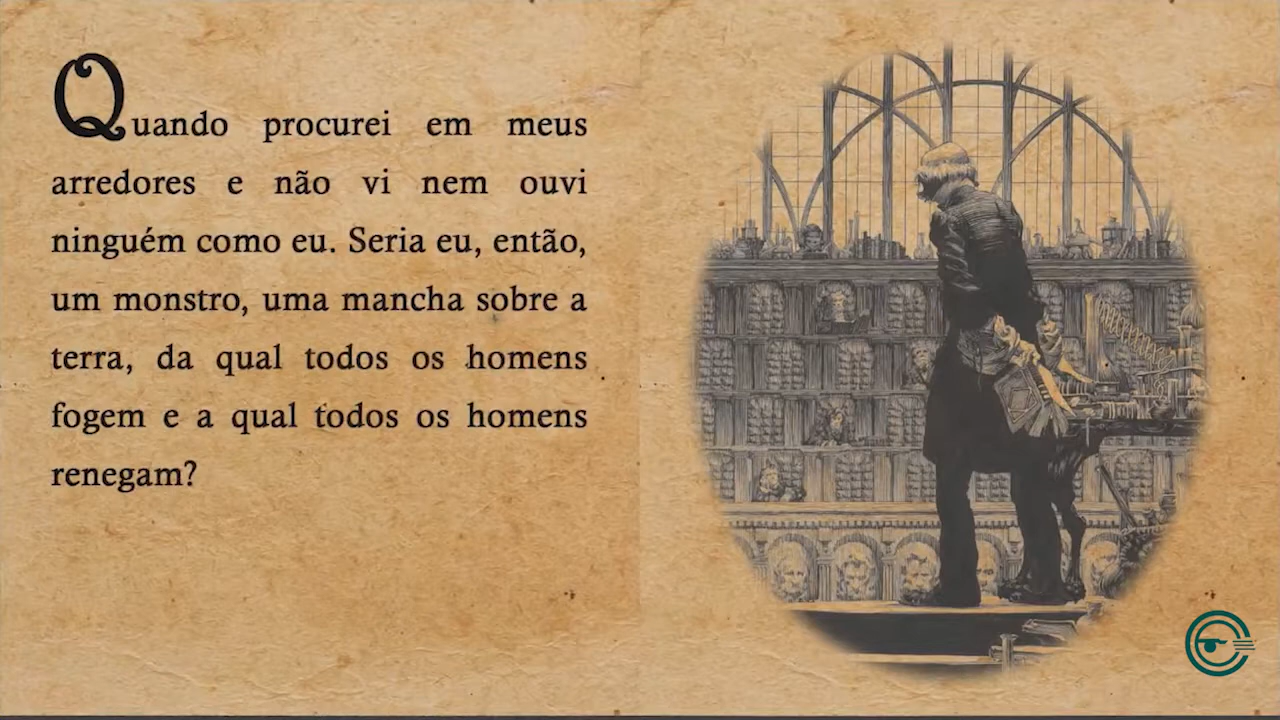 Quando procurei em meus
arredores e não vi nem ouvi
ninguém como eu. Seria eu, então,
um monstro, uma mancha sobre a
terra, da qual todos os homens
fogem e a qual todos os homens
renegam?